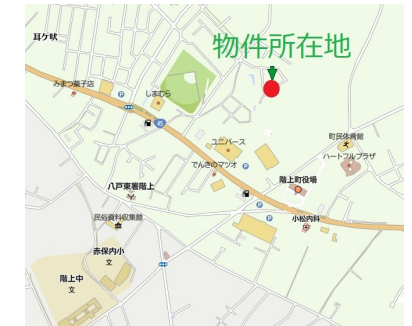 耳ケ吠
物件所在地
みまつ菓子店
しまむら
45
ユニバース
町民体育館
でんきのマツオ
ハートフルプラザ
八戸東署階上
階上町役場
民俗資料収集館
小松内科
赤保内小
文
階上中
文